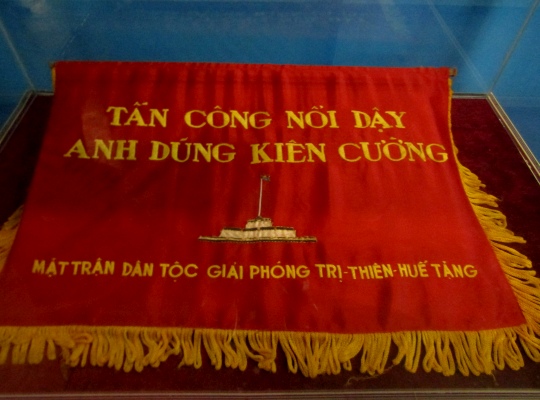 TẤN CÔNG NỔI DẬY
ANH DŨNG KIÊN CƯỜNG
MẶT TRẬN DÂN TỘC GIẢI PHÓNG TRỊ-THIÊN-HUẾ TẶNG